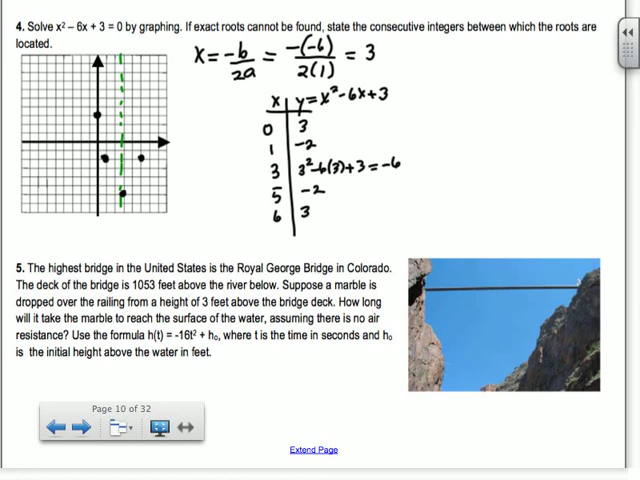 4. Solve x² – 6x + 3 = 0 by graphing. If exact roots cannot be found, state the consecutive integers between which the roots are
located.
x = -b/2a = -(-6)/2(1) = 3
x y = x² - 6x + 3
0 3
1 -2
3 3² - 6(3) + 3 = -6
5 -2
6 3
5. The highest bridge in the United States is the Royal George Bridge in Colorado.
The deck of the bridge is 1053 feet above the river below. Suppose a marble is
dropped over the railing from a height of 3 feet above the bridge deck. How long
will it take the marble to reach the surface of the water, assuming there is no air
resistance? Use the formula h(t) = -16t² + h₀, where t is the time in seconds and h₀
is the initial height above the water in feet.
Page 10 of 32
Extend Page